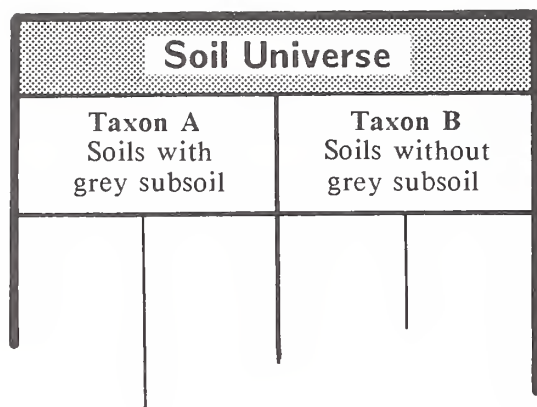 Soil Universe
Taxon A
Soils with
grey subsoil
Taxon B
Soils without
grey subsoil